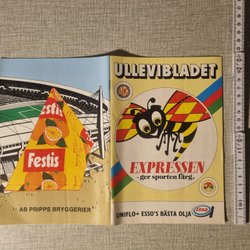 Festis
Festis
AB PRIPPS BRYGGERIER
ULLEVIBLADET
EXPRESSEN
-ger sporten färg.
UNIFLO+ ESSO'S BÄSTA OLJA
ESSO